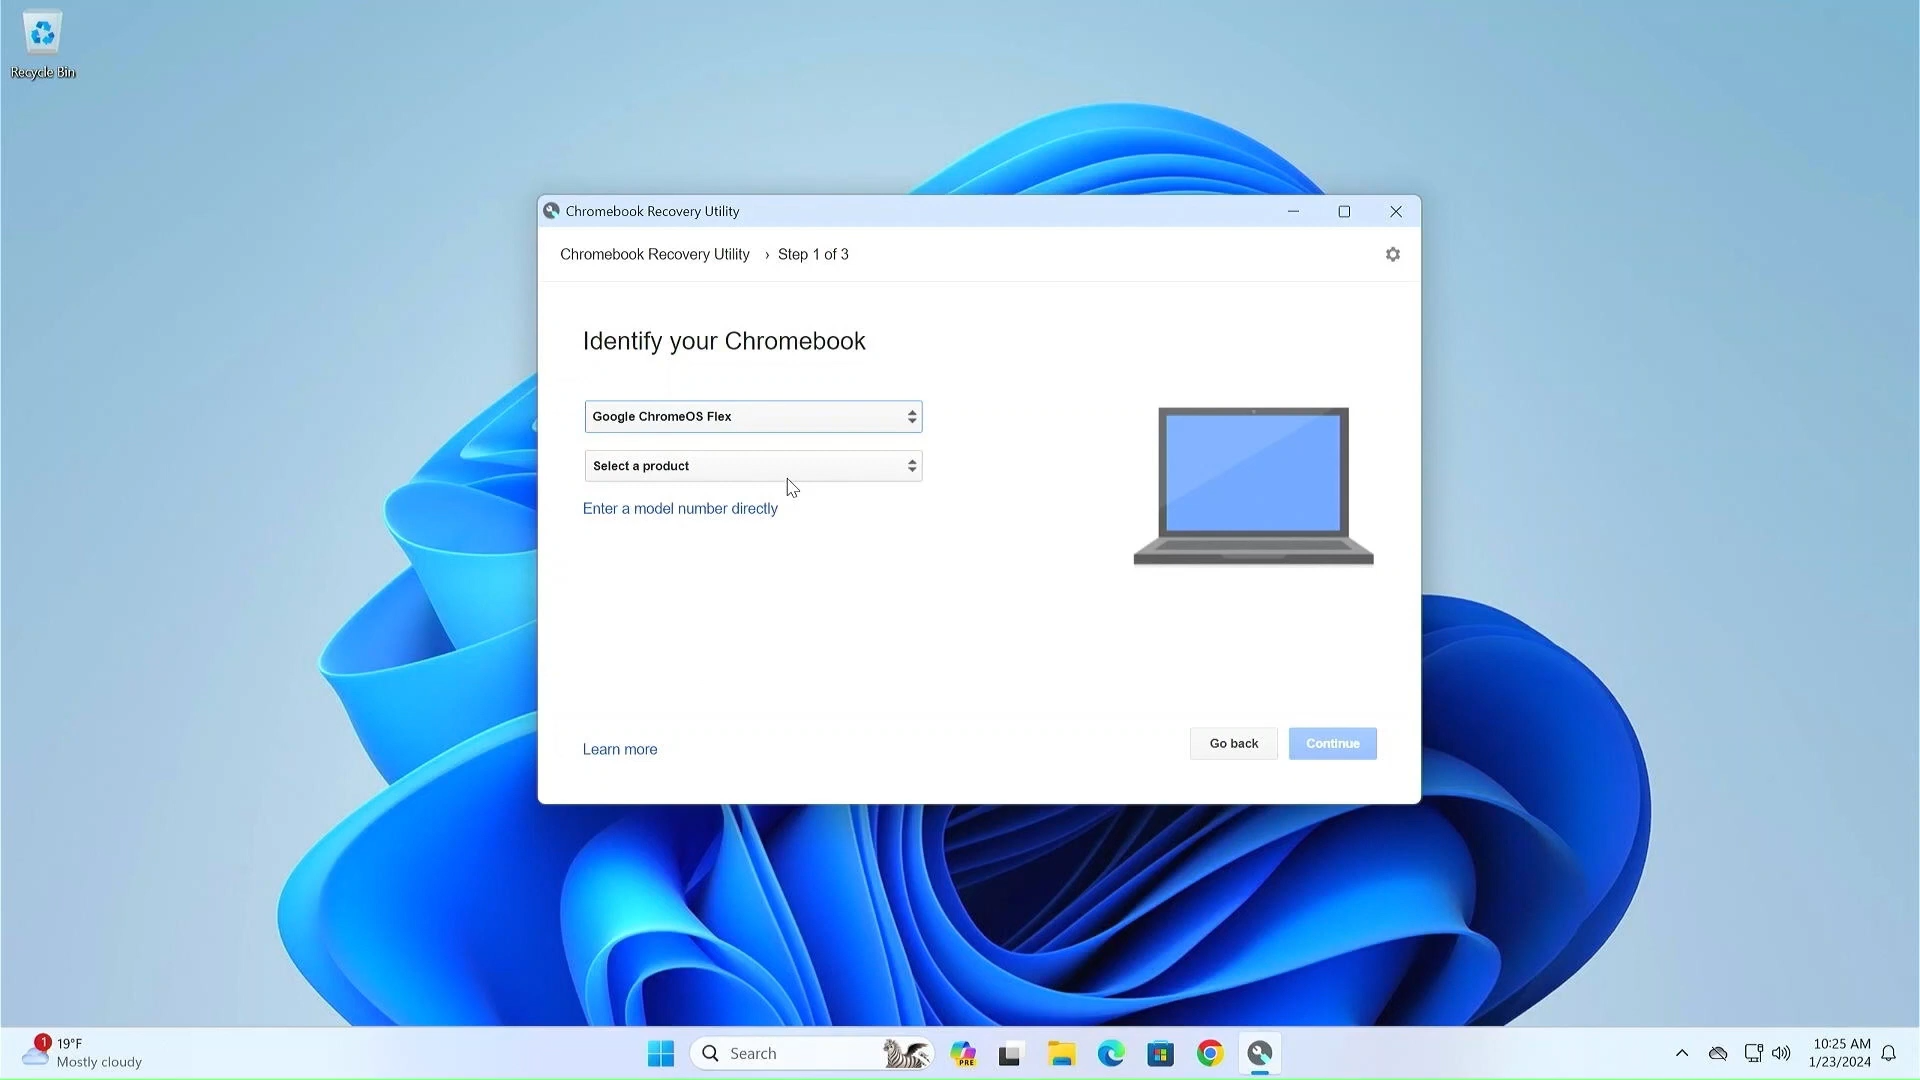 Recycle Bin
Chromebook Recovery Utility
Chromebook Recovery Utility › Step 1 of 3
Identify your Chromebook
Google ChromeOS Flex
Select a product
Enter a model number directly
Learn more
Go back
Continue
1
19°F
Mostly cloudy
Search
PRE
10:25 AM
1/23/2024